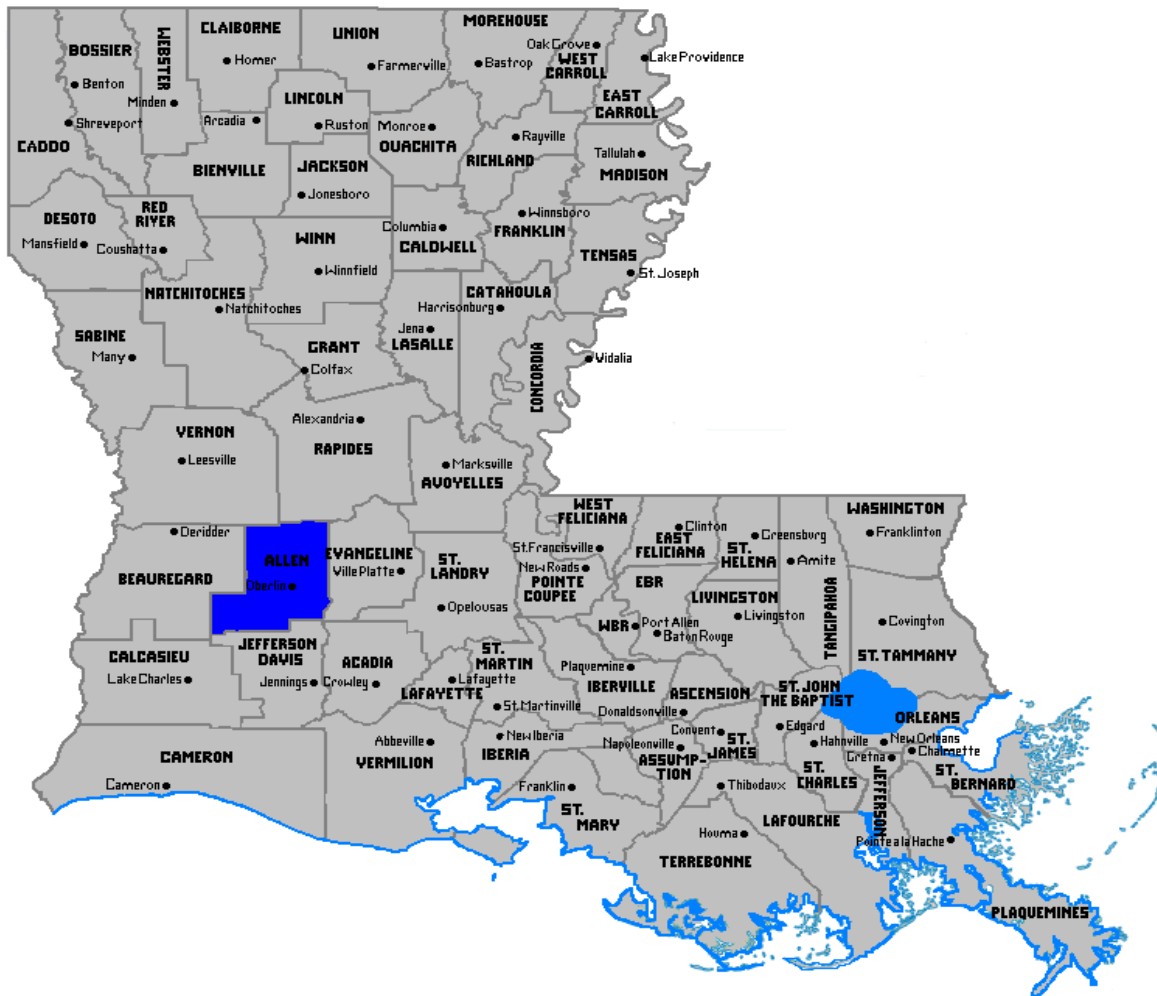 MOREHOUSE
CLAIBORNE
UNION
BOSSIER
WEBSTER
Oak Grove
WEST
CARROLL
Lake Providence
Homer
Farmerville
Bastrop
Benton
LINCOLN
EAST
CARROLL
Minden
Shreveport
Arcadia
Ruston
Monroe
Rayville
CADDO
OUACHITA
RICHLAND
Tallulah
BIENVILLE
JACKSON
MADISON
Jonesboro
DESOTO
RED
RIVER
Winnsboro
Columbia
FRANKLIN
WINN
Mansfield
Coushatta
CALDWELL
TENSAS
Winnfield
St. Joseph
NATCHITOCHES
CATAHOULA
Natchitoches
Harrisonburg
SABINE
Jena
GRANT
LASALLE
Many
CONCORDIA
Vidalia
Colfax
Alexandria
VERNON
RAPIDES
Leesville
Marksville
AVOYELLES
WEST
FELICIANA
WASHINGTON
Deridder
Clinton
Greensburg
Franklinton
EAST
FELICIANA
ST.
HELENA
St. Francisville
ALLEN
EVANGELINE
ST.
LANDRY
Amite
Ville Platte
New Roads
BEAUREGARD
POINTE
COUPEE
EBR
Oberlin
LIVINGSTON
TANGIPAHOA
Opelousas
Livingston
WBR
Port Allen
Covington
Baton Rouge
JEFFERSON
DAVIS
ST.
MARTIN
ST. TAMMANY
CALCASIEU
ACADIA
Plaquemine
Lake Charles
Jennings
Crowley
LAFAYETTE
Lafayette
IBERVILLE
ASCENSION
ST. JOHN
THE BAPTIST
St. Martinville
Donaldsonville
ORLEANS
Edgard
New Iberia
Convent
CAMERON
Abbeville
IBERIA
Napoleonville
ST.
JAMES
Hahnville
New Orleans
Chalmette
VERMILION
ASSUMP-
TION
Gretna
ST.
CHARLES
JEFFERSON
ST.
BERNARD
Cameron
Franklin
Thibodaux
ST.
MARY
LAFOURCHE
Houma
Pointe a la Hache
TERREBONNE
PLAQUEMINES